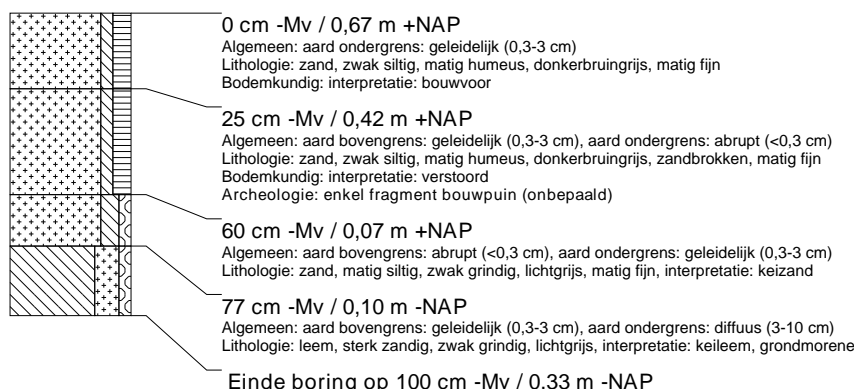 0 cm -Mv / 0,67 m +NAP
Algemeen: aard ondergrens: geleidelijk (0,3-3 cm)
Lithologie: zand, zwak siltig, matig humeus, donkerbruingrijs, matig fijn
Bodemkundig: interpretatie: bouwvoor
25 cm -Mv / 0,42 m +NAP
Algemeen: aard bovengrens: geleidelijk (0,3-3 cm), aard ondergrens: abrupt (<0,3 cm)
Lithologie: zand, zwak siltig, matig humeus, donkerbruingrijs, zandbrokken, matig fijn
Bodemkundig: interpretatie: verstoord
Archeologie: enkel fragment bouwpuin (onbepaald)
60 cm -Mv / 0,07 m +NAP
Algemeen: aard bovengrens: abrupt (<0,3 cm), aard ondergrens: geleidelijk (0,3-3 cm)
Lithologie: zand, matig siltig, zwak grindig, lichtgrijs, matig fijn, interpretatie: keizand
77 cm -Mv / 0,10 m -NAP
Algemeen: aard bovengrens: geleidelijk (0,3-3 cm), aard ondergrens: diffuus (3-10 cm)
Lithologie: leem, sterk zandig, zwak grindig, lichtgrijs, interpretatie: keileem, grondmorene
Einde boring op 100 cm -Mv / 0,33 m -NAP